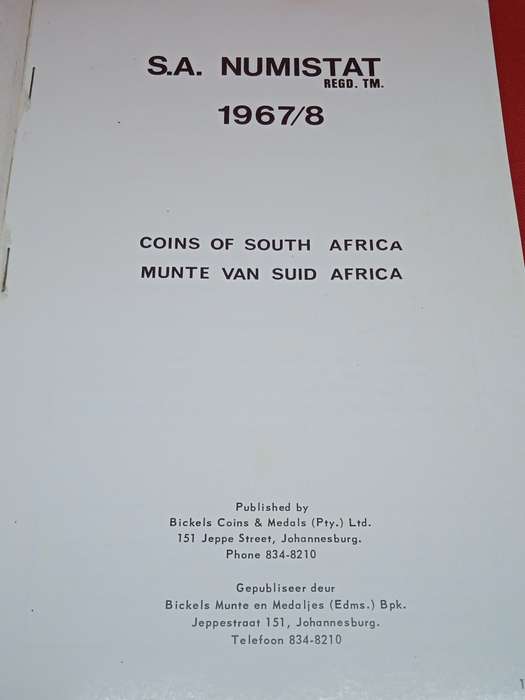 S.A. NUMISTAT
REGD. TM.
1967/8
COINS OF SOUTH AFRICA
MUNTE VAN SUID AFRICA
Published by
Bickels Coins & Medals (Pty.) Ltd.
151 Jeppe Street, Johannesburg.
Phone 834-8210
Gepubliseer deur
Bickels Munte en Medaljes (Edms.) Bpk.
Jeppestraat 151, Johannesburg.
Telefoon 834-8210
1